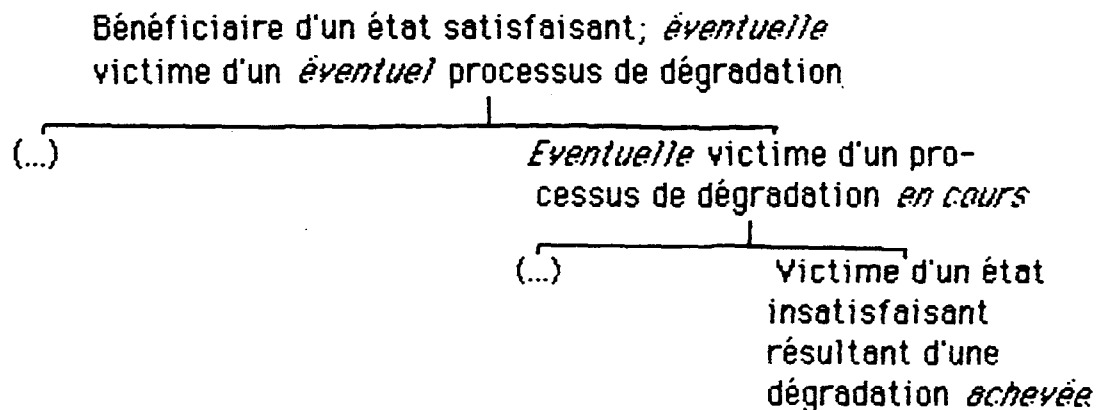 Bénéficiaire d'un état satisfaisant; éventuelle
victime d'un éventuel processus de dégradation
(...)
Eventuelle victime d'un pro-
cessus de dégradation en cours
(...)
Victime d'un état
insatisfaisant
résultant d'une
dégradation achevée